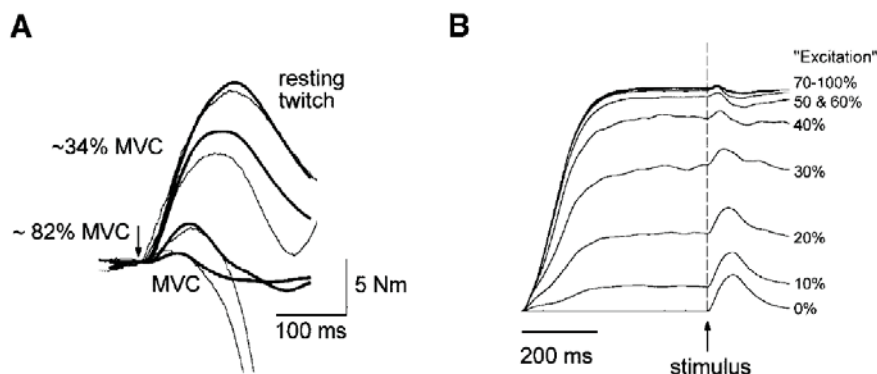 A
resting
twitch
~34% MVC
~ 82% MVC
MVC
5 Nm
100 ms
B
"Excitation"
70-100%
50 & 60%
40%
30%
20%
10%
0%
200 ms
stimulus